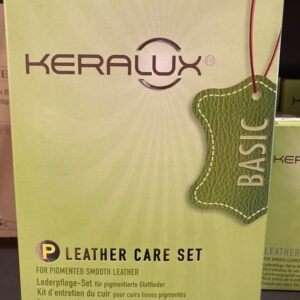 KERALUX®
BASIC
P LEATHER CARE SET
FOR PIGMENTED SMOOTH LEATHER
Lederpflege-Set für pigmentierte Glattleder
Kit d'entretien du cuir pour cuirs lisses pigmentés
KERAL